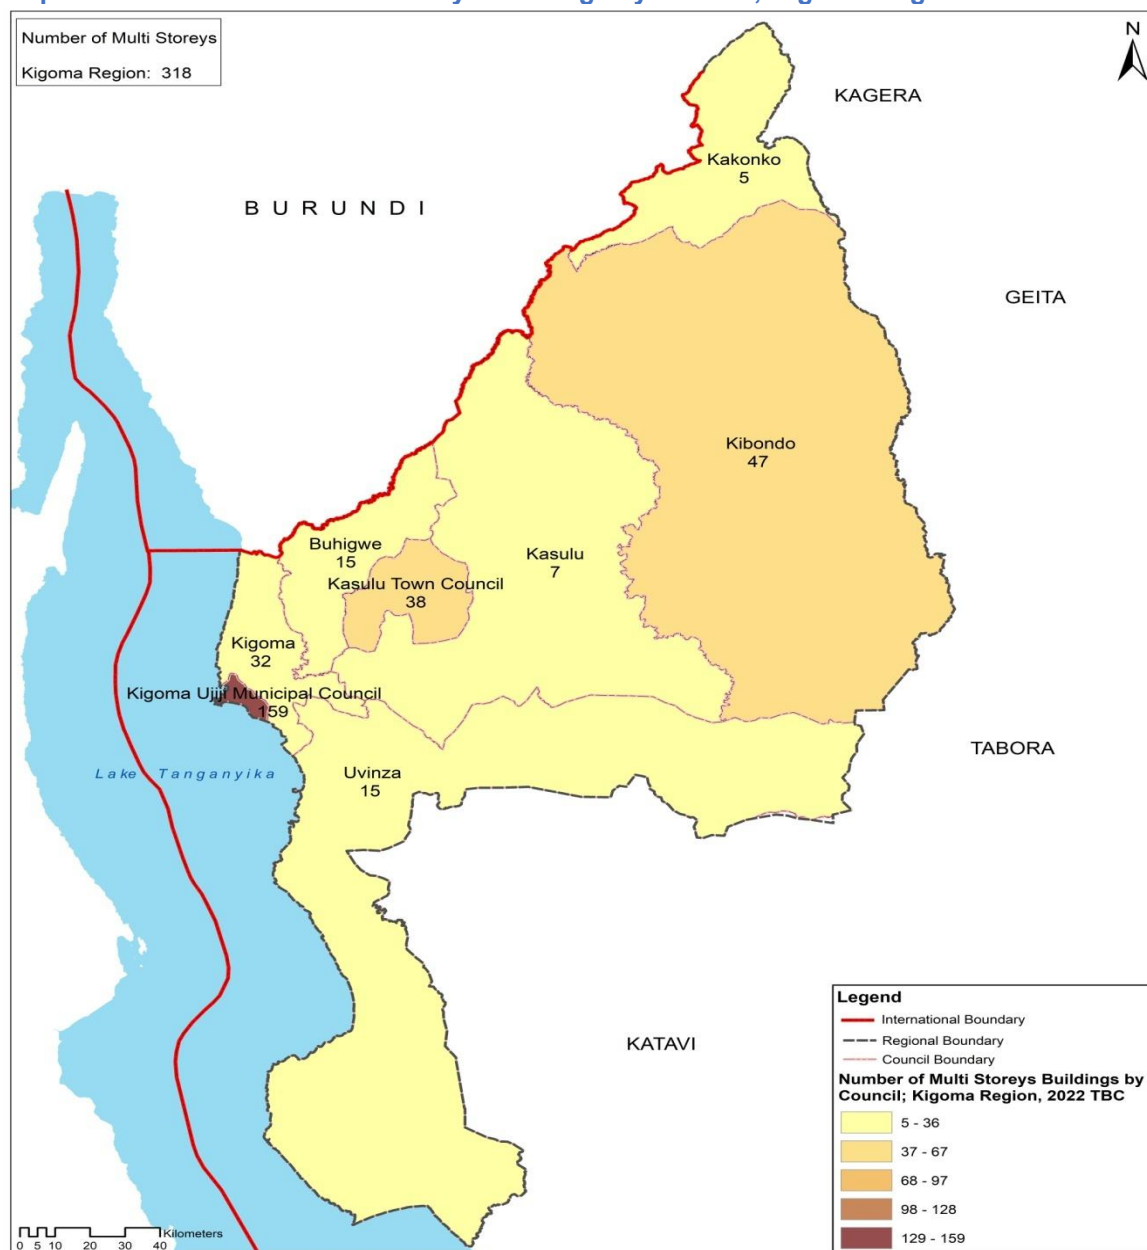 Number of Multi Storeys
Kigoma Region: 318
N
KAGERA
Kakonko
5
BURUNDI
GEITA
Kibondo
47
Buhigwe
15
Kasulu
7
Kasulu Town Council
38
Kigoma
32
Kigoma Ujiji Municipal Council
159
TABORA
Lake Tanganyika
Uvinza
15
KATAVI
Legend
International Boundary
Regional Boundary
Council Boundary
Number of Multi Storeys Buildings by
Council; Kigoma Region, 2022 TBC
5 - 36
37 - 67
68 - 97
98 - 128
129 - 159
Kilometers
0 5 10 20 30 40